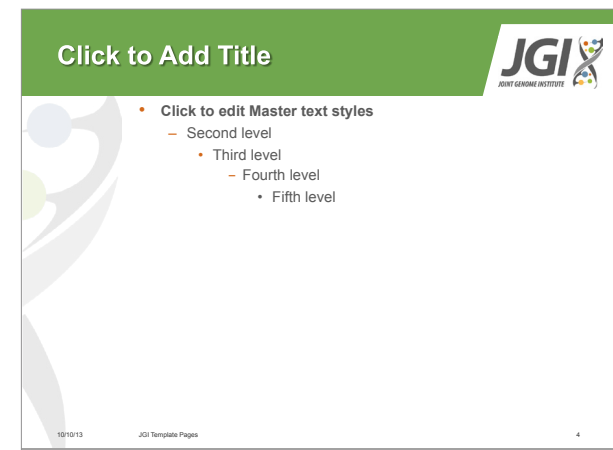 Click to Add Title
JGI
JOINT GENOME INSTITUTE
• Click to edit Master text styles
– Second level
• Third level
– Fourth level
• Fifth level
10/10/13 JGI Template Pages 4